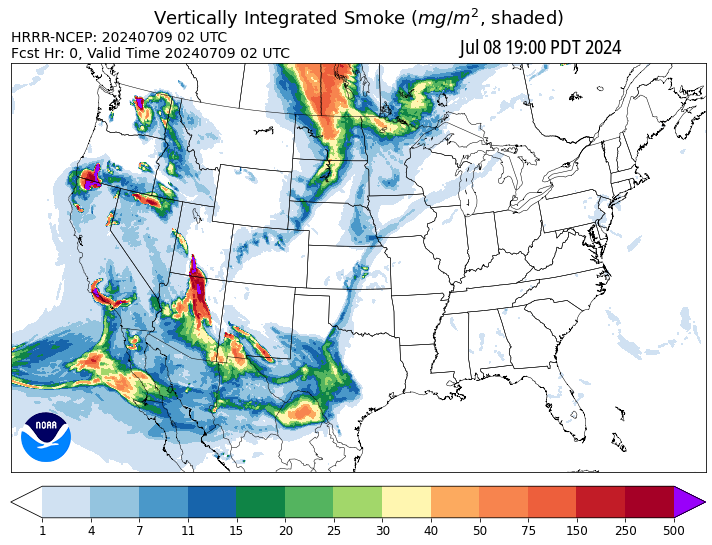 Vertically Integrated Smoke (mg/m², shaded)
HRRR-NCEP: 20240709 02 UTC
Fcst Hr: 0, Valid Time 20240709 02 UTC
Jul 08 19:00 PDT 2024
NOAA
1 4 7 11 15 20 25 30 40 50 75 150 250 500